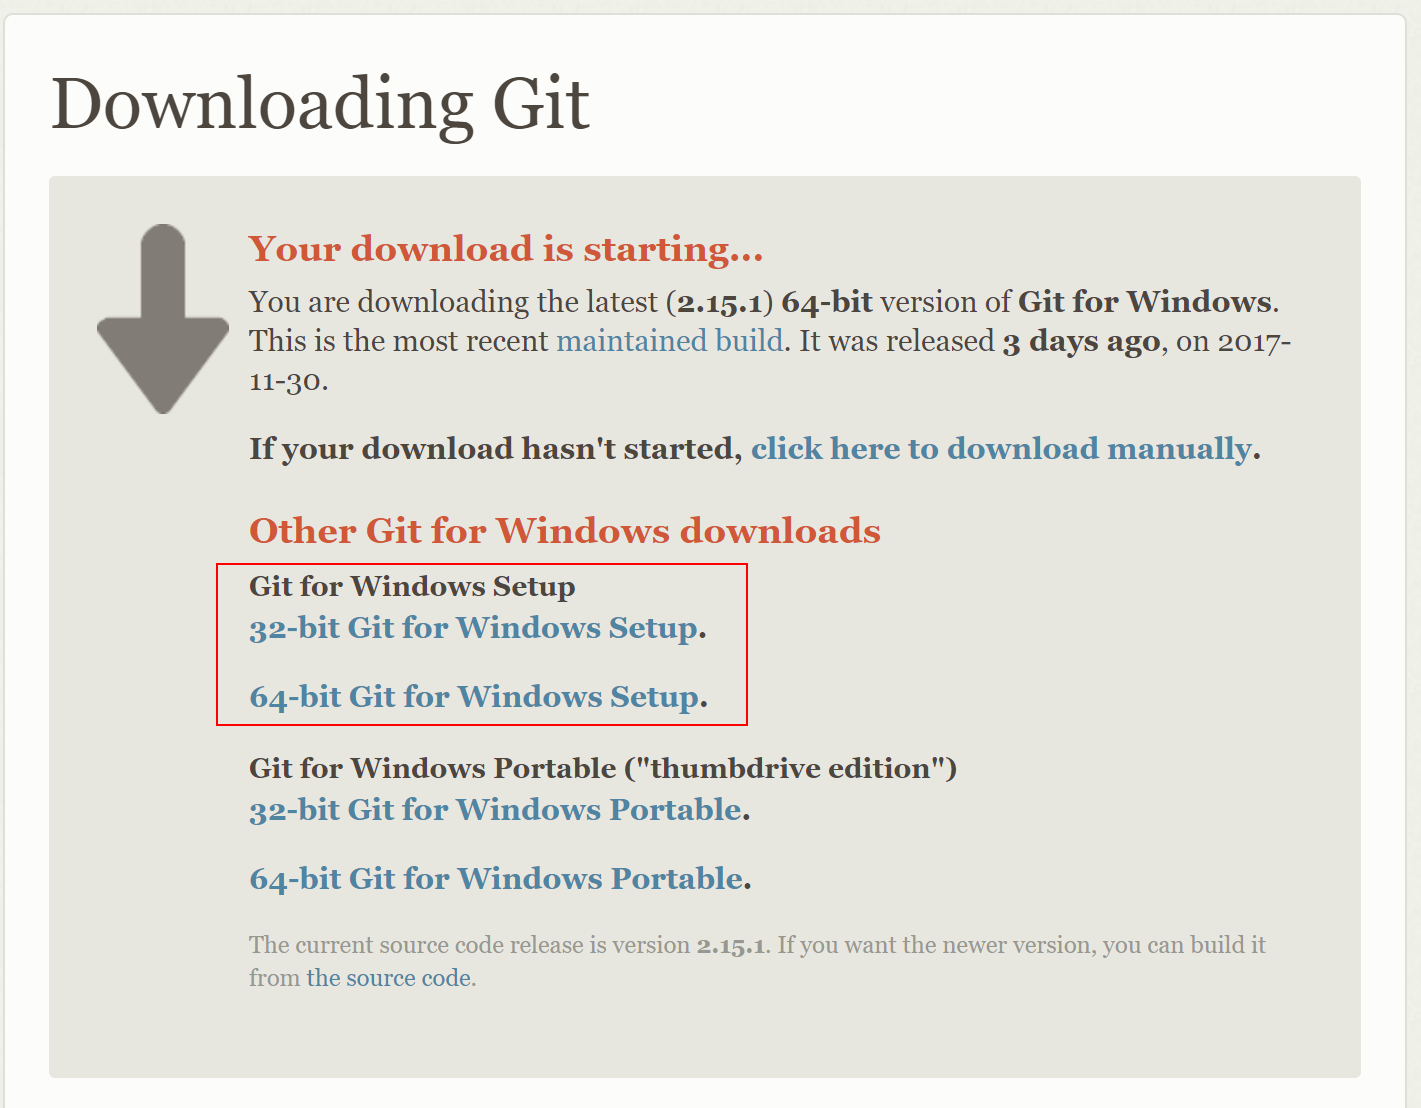 Downloading Git
Your download is starting...
You are downloading the latest (2.15.1) 64-bit version of Git for Windows.
This is the most recent maintained build. It was released 3 days ago, on 2017-
11-30.
If your download hasn't started, click here to download manually.
Other Git for Windows downloads
Git for Windows Setup
32-bit Git for Windows Setup.
64-bit Git for Windows Setup.
Git for Windows Portable ("thumbdrive edition")
32-bit Git for Windows Portable.
64-bit Git for Windows Portable.
The current source code release is version 2.15.1. If you want the newer version, you can build it
from the source code.